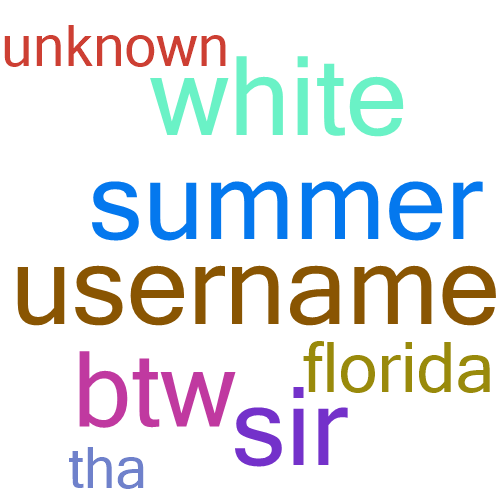 unknown
white
summer
username
florida
btw
sir
tha